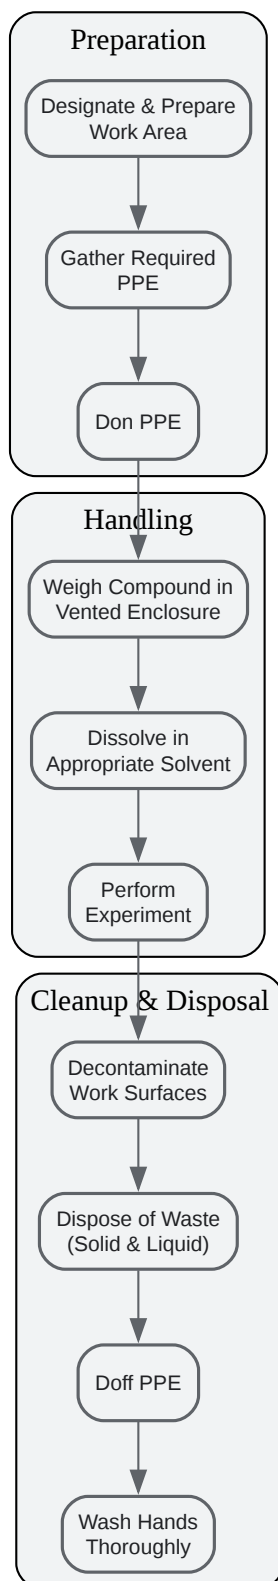 Preparation
Designate & Prepare
Work Area
Gather Required
PPE
Don PPE
Handling
Weigh Compound in
Vented Enclosure
Dissolve in
Appropriate Solvent
Perform
Experiment
Cleanup & Disposal
Decontaminate
Work Surfaces
Dispose of Waste
(Solid & Liquid)
Doff PPE
Wash Hands
Thoroughly